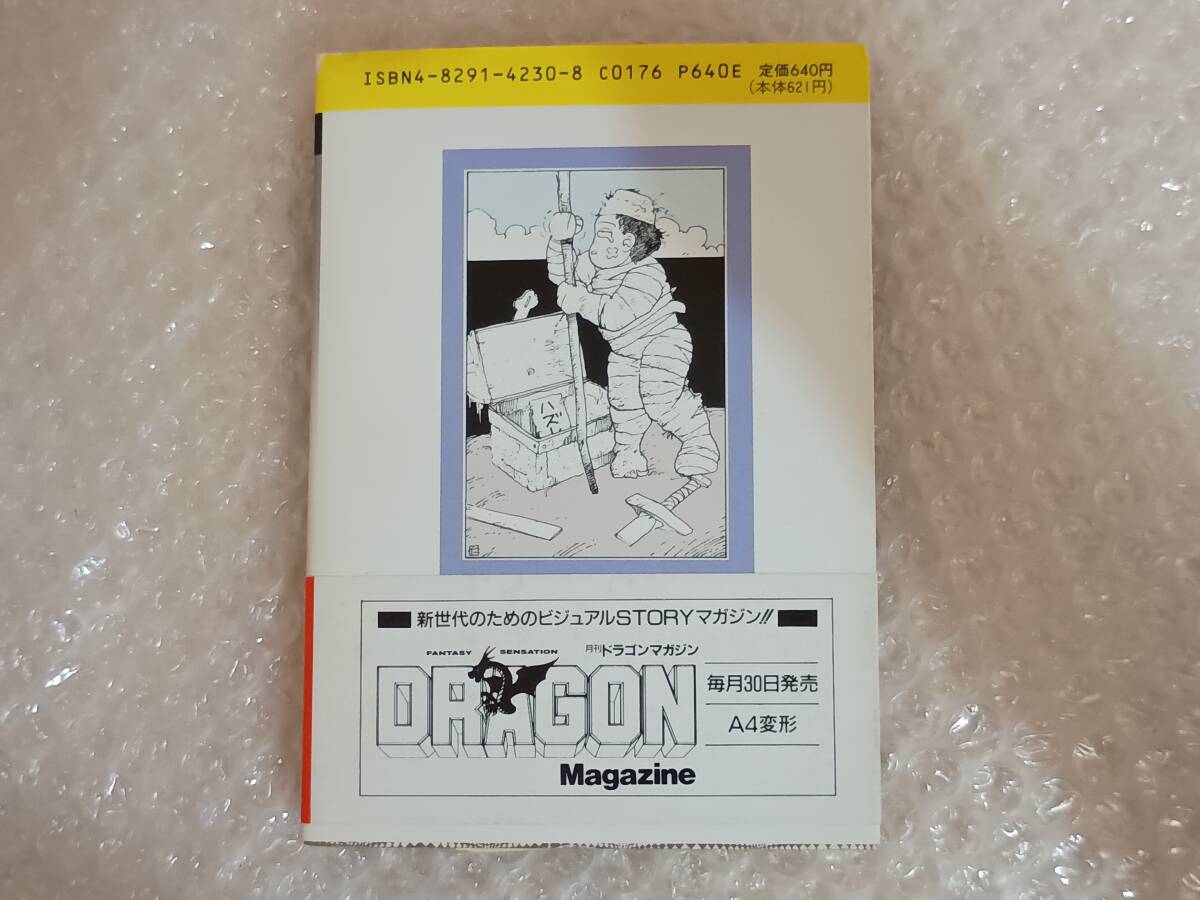 ISBN4-8291-4230-8 C0176 P640E 定価640円
(本体621円)
ハズレ
新世代のためのビジュアルSTORYマガジン!!
FANTASY SENSATION 月刊ドラゴンマガジン
DRAGON
Magazine
毎月30日発売
A4変形